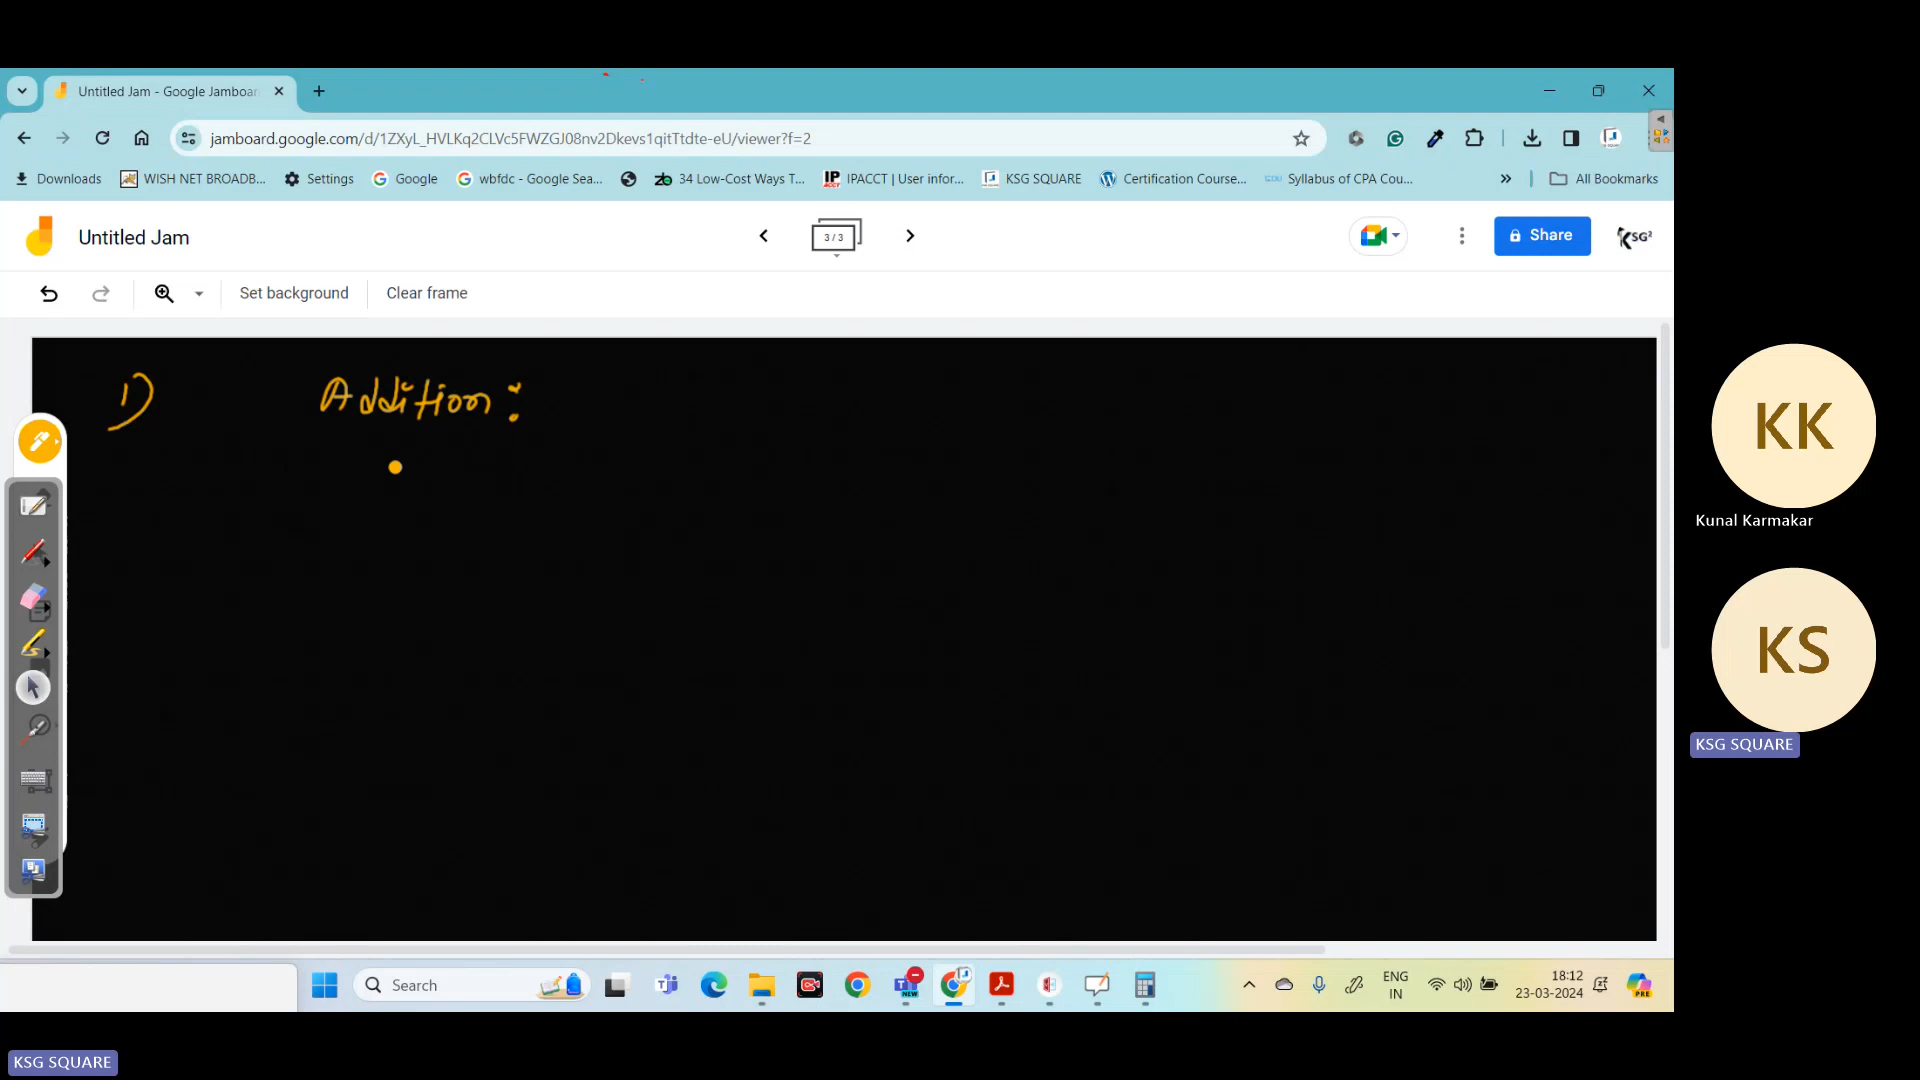 Untitled Jam - Google Jamboar
jamboard.google.com/d/1ZXyL_HVLKq2CLVc5FWZGJ08nv2Dkevs1qitTtdte-eU/viewer?f=2
Downloads WISH NET BROADB... Settings Google wbfdc - Google Sea... 34 Low-Cost Ways T... IPACCT | User infor... KSG SQUARE Certification Course... Syllabus of CPA Cou... » All Bookmarks
Untitled Jam 3 / 3 Share KSG²
Set background Clear frame
1) Addition:
KK
Kunal Karmakar
KS
KSG SQUARE
Search
ENG
IN
18:12
23-03-2024
KSG SQUARE